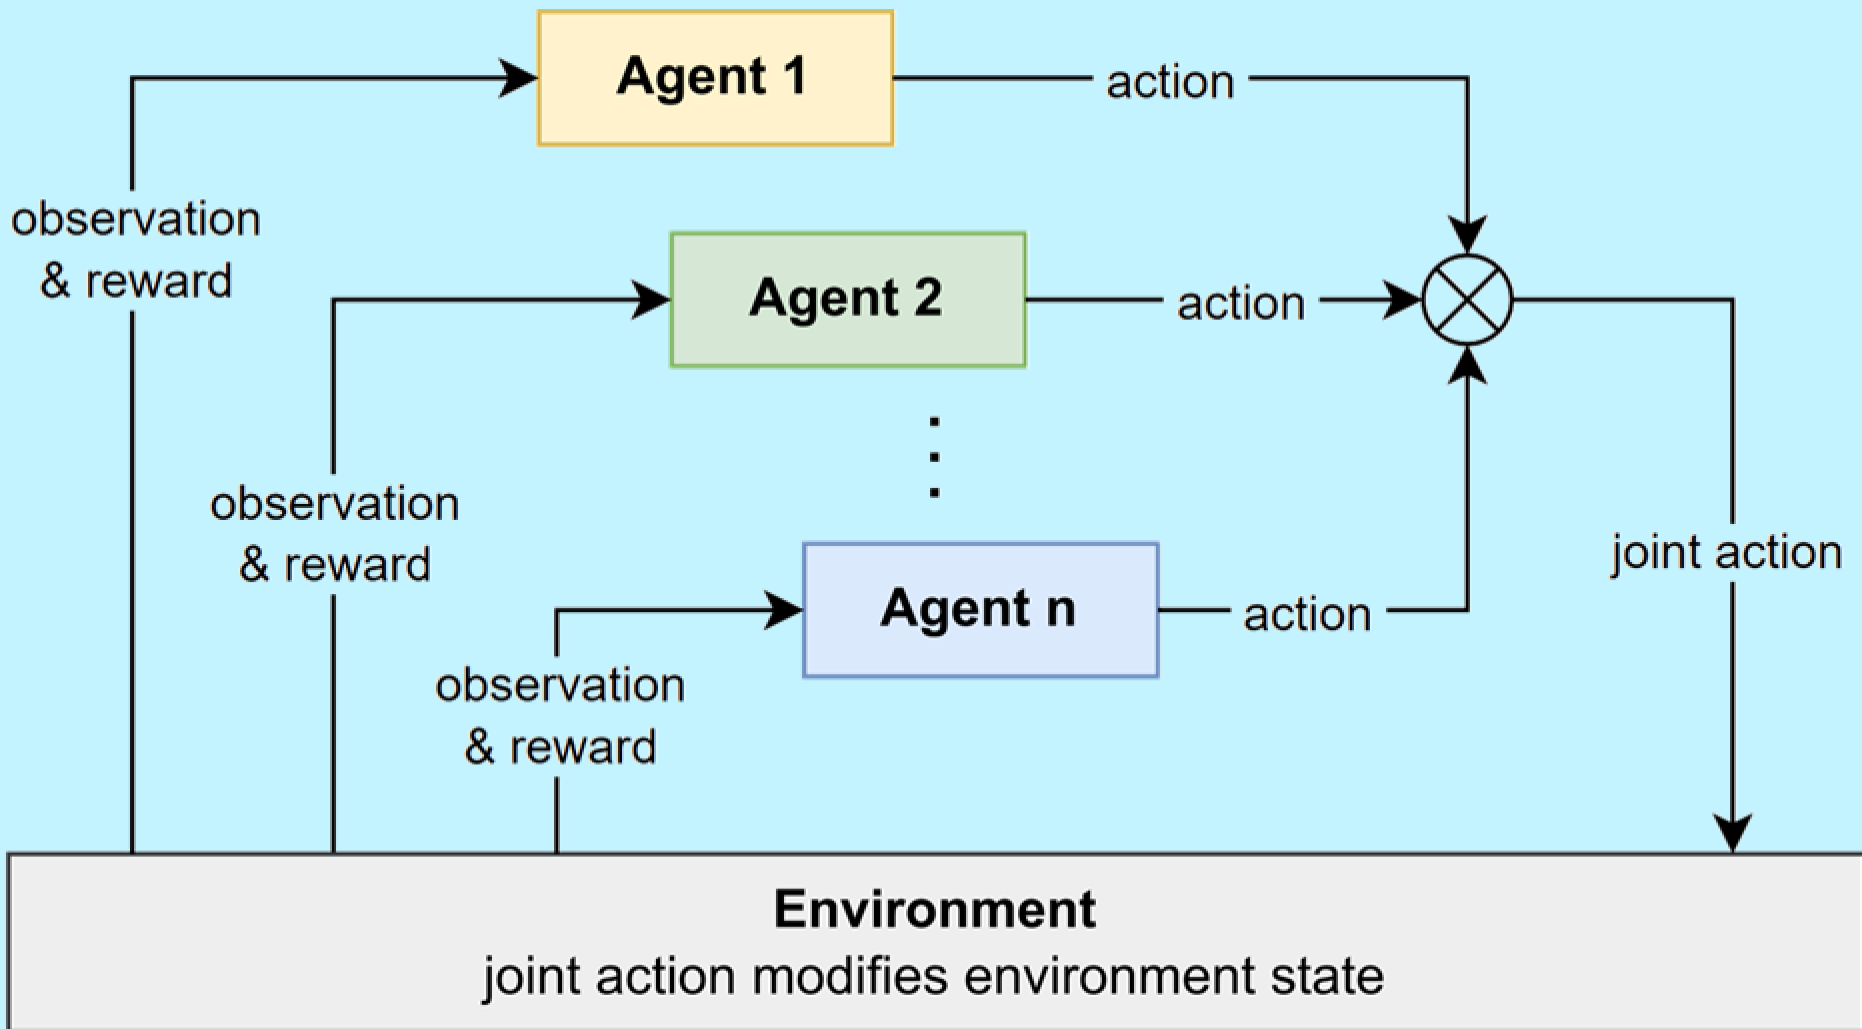 Agent 1
action
observation
& reward
Agent 2
action
observation
& reward
Agent n
action
joint action
observation
& reward
Environment
joint action modifies environment state